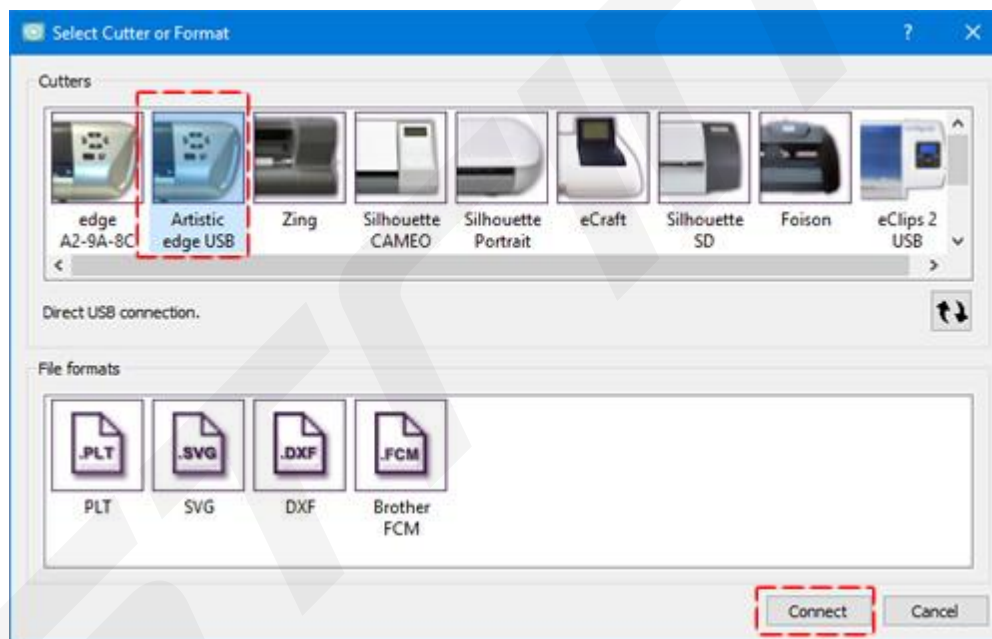 Select Cutter or Format
?
Cutters
edge
A2-9A-8C
Artistic
edge USB
Zing
Silhouette
CAMEO
Silhouette
Portrait
eCraft
Silhouette
SD
Foison
eClips 2
USB
Direct USB connection.
File formats
.PLT
.SVG
.DXF
.FCM
PLT
SVG
DXF
Brother
FCM
Connect
Cancel